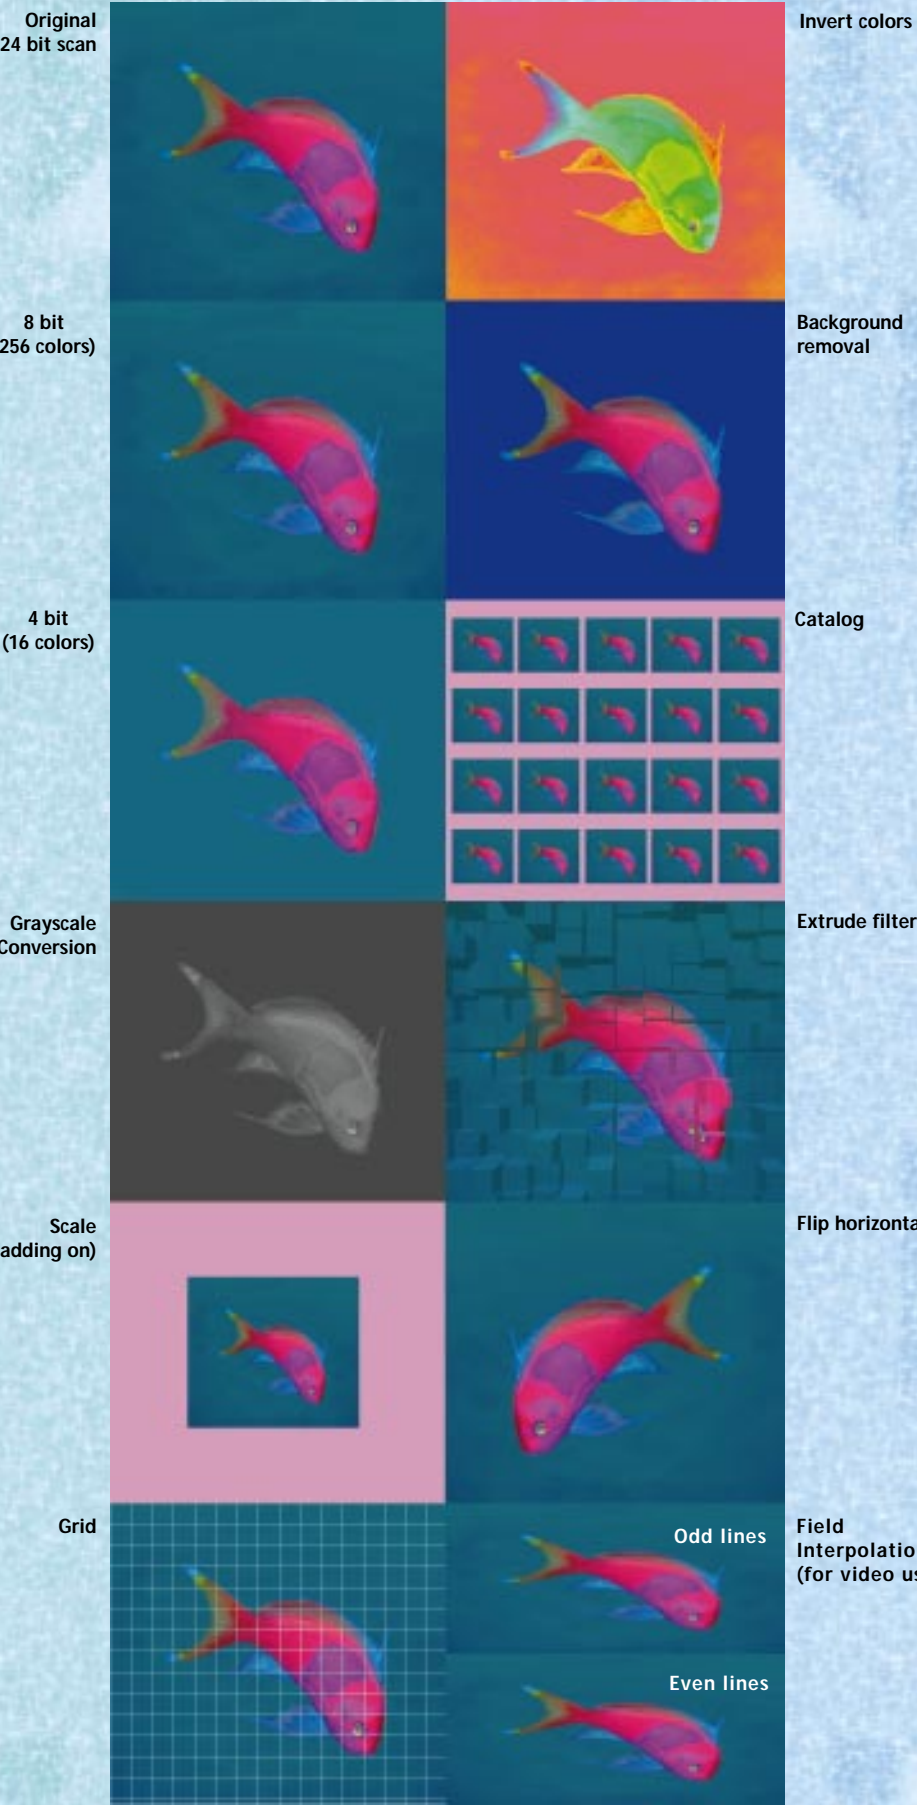 Original
24 bit scan
Invert colors
8 bit
256 colors)
Background
removal
4 bit
(16 colors)
Catalog
Grayscale
Conversion
Extrude filter
Scale
adding on)
Flip horizonta
Grid
Odd lines
Even lines
Field
Interpolatio
(for video us